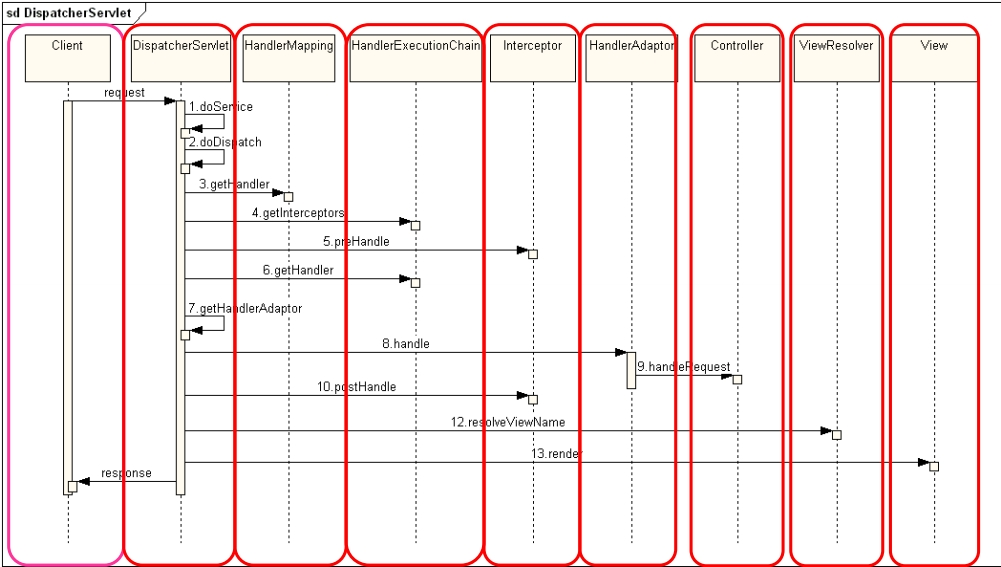 sd DispatcherServlet
Client
DispatcherServlet
HandlerMapping
HandlerExecutionChain
Interceptor
HandlerAdaptor
Controller
ViewResolver
View
request
1.doService
2.doDispatch
3.getHandler
4.getInterceptors
5.preHandle
6.getHandler
7.getHandlerAdaptor
8.handle
9.handleRequest
10.postHandle
12.resolveViewName
13.render
response